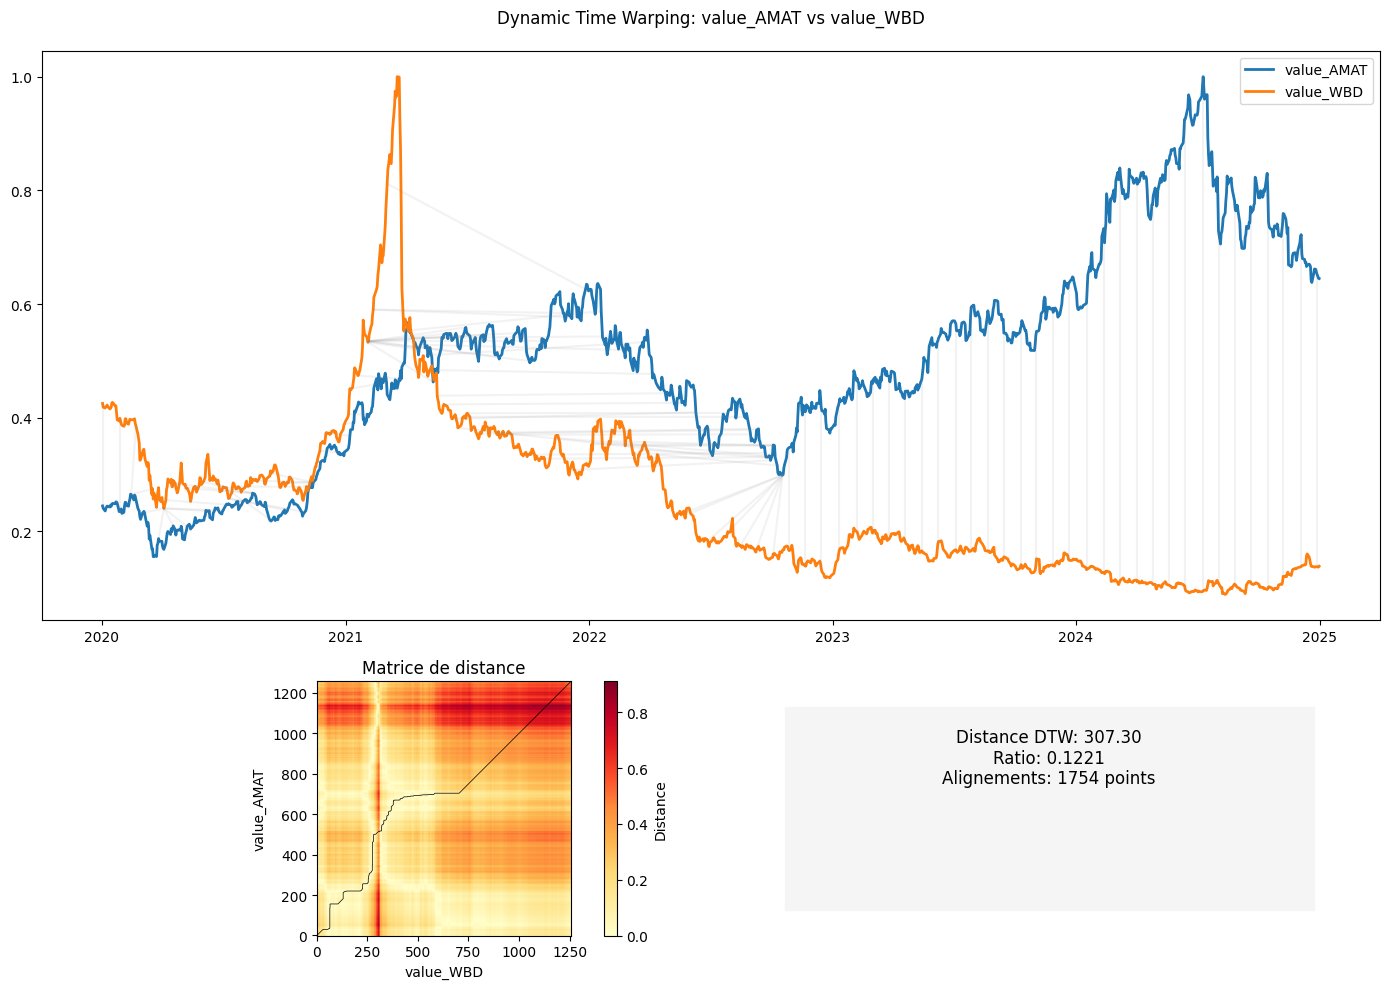 Dynamic Time Warping: value_AMAT vs value_WBD
value_AMAT
value_WBD
1.0
0.8
0.6
0.4
0.2
2020 2021 2022 2023 2024 2025
Matrice de distance
1200
1000
800
600
400
200
0
value_AMAT
0 250 500 750 1000 1250
value_WBD
0.8
0.6
0.4
0.2
0.0
Distance
Distance DTW: 307.30
Ratio: 0.1221
Alignements: 1754 points